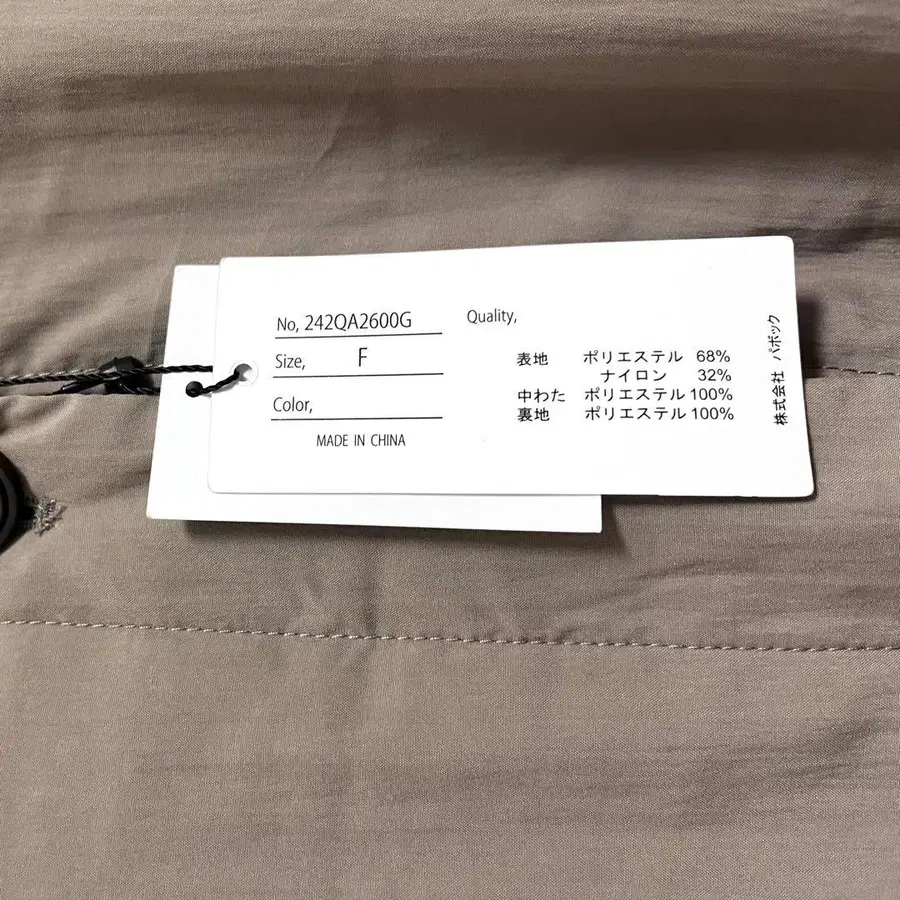 No, 242QA2600G
Size, F
Color,
MADE IN CHINA
Quality,
表地 ポリエステル 68%
ナイロン 32%
中わた ポリエステル 100%
裏地 ポリエステル 100%
株式会社 パボック